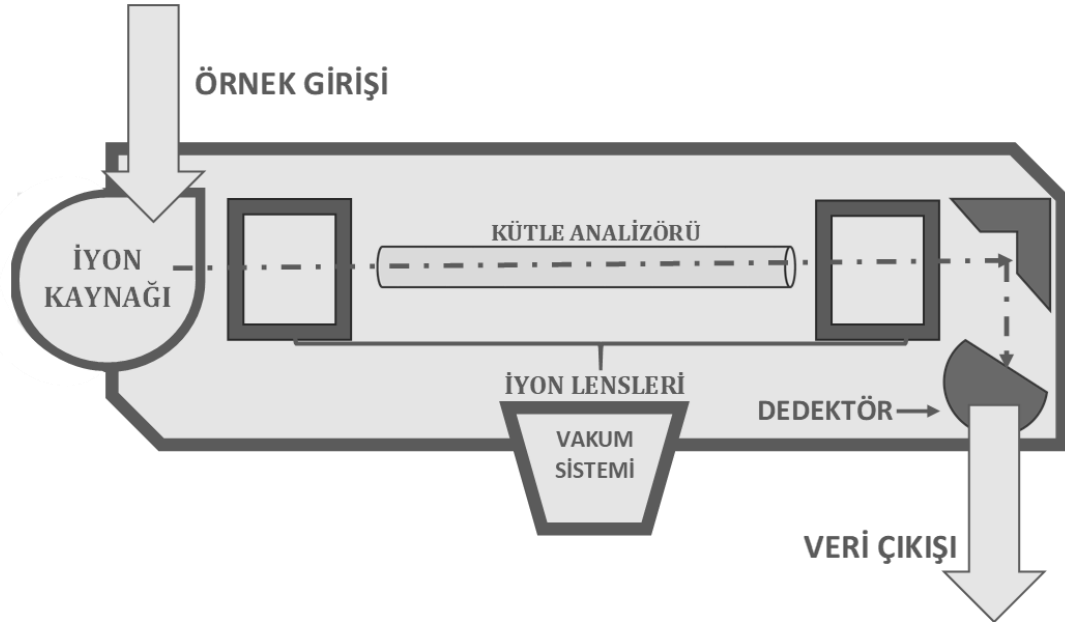 ÖRNEK GİRİŞİ
KÜTLE ANALİZÖRÜ
İYON
KAYNAĞI
İYON LENSLERİ
DEDEKTÖR
VAKUM
SİSTEMİ
VERİ ÇIKIŞI